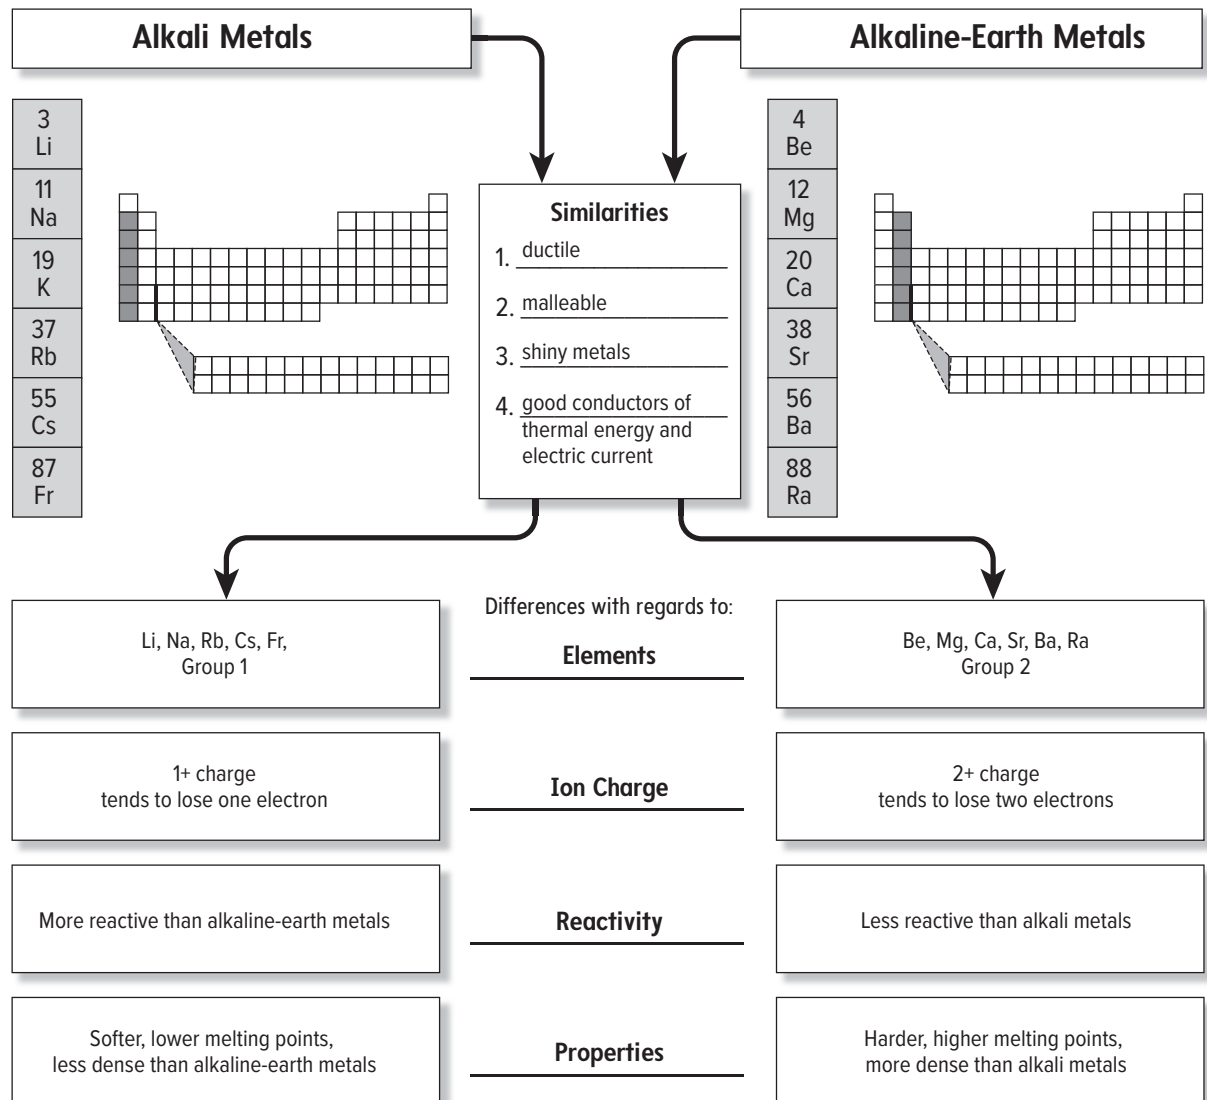 Alkali Metals
Alkaline-Earth Metals
3
Li
11
Na
19
K
37
Rb
55
Cs
87
Fr
Similarities
1. ductile
2. malleable
3. shiny metals
4. good conductors of
thermal energy and
electric current
4
Be
12
Mg
20
Ca
38
Sr
56
Ba
88
Ra
Differences with regards to:
Li, Na, Rb, Cs, Fr,
Group 1
Elements
Be, Mg, Ca, Sr, Ba, Ra
Group 2
1+ charge
tends to lose one electron
Ion Charge
2+ charge
tends to lose two electrons
More reactive than alkaline-earth metals
Reactivity
Less reactive than alkali metals
Softer, lower melting points,
less dense than alkaline-earth metals
Properties
Harder, higher melting points,
more dense than alkali metals